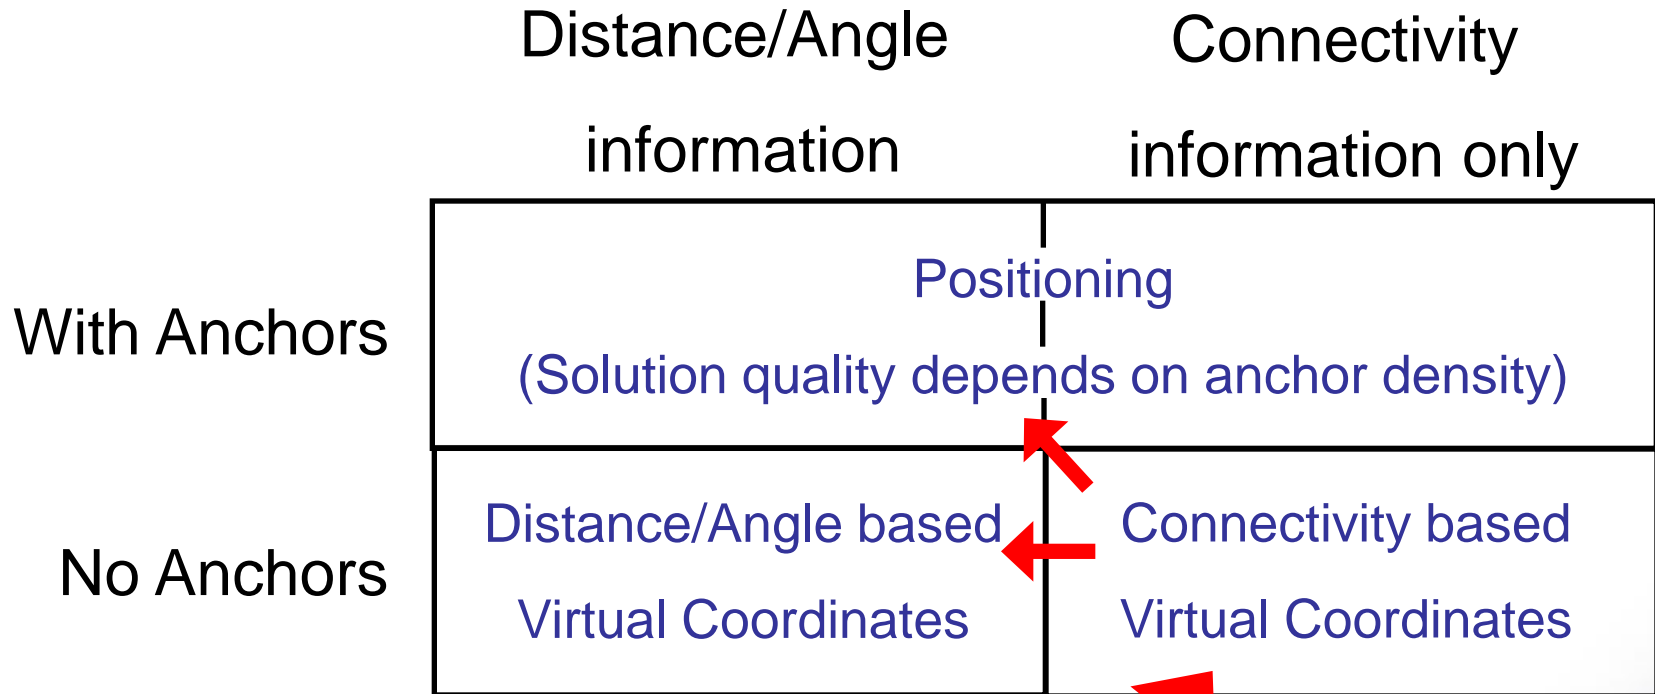 Distance/Angle
information
Connectivity
information only
With Anchors
Positioning
(Solution quality depends on anchor density)
No Anchors
Distance/Angle based
Virtual Coordinates
Connectivity based
Virtual Coordinates